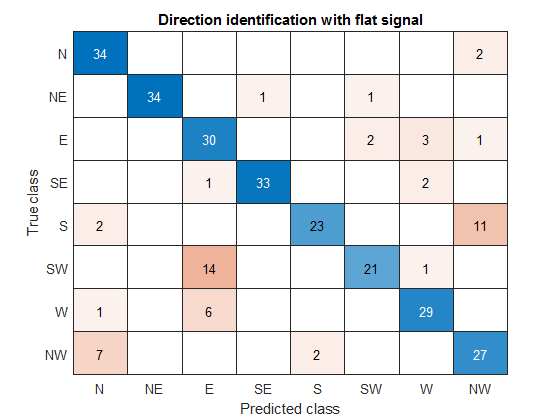 Direction identification with flat signal
N 34 2
NE 34 1 1
E 30 2 3 1
SE 1 33 2
S 2 23 11
SW 14 21 1
W 1 6 29
NW 7 2 27
N NE E SE S SW W NW
Predicted class
True class